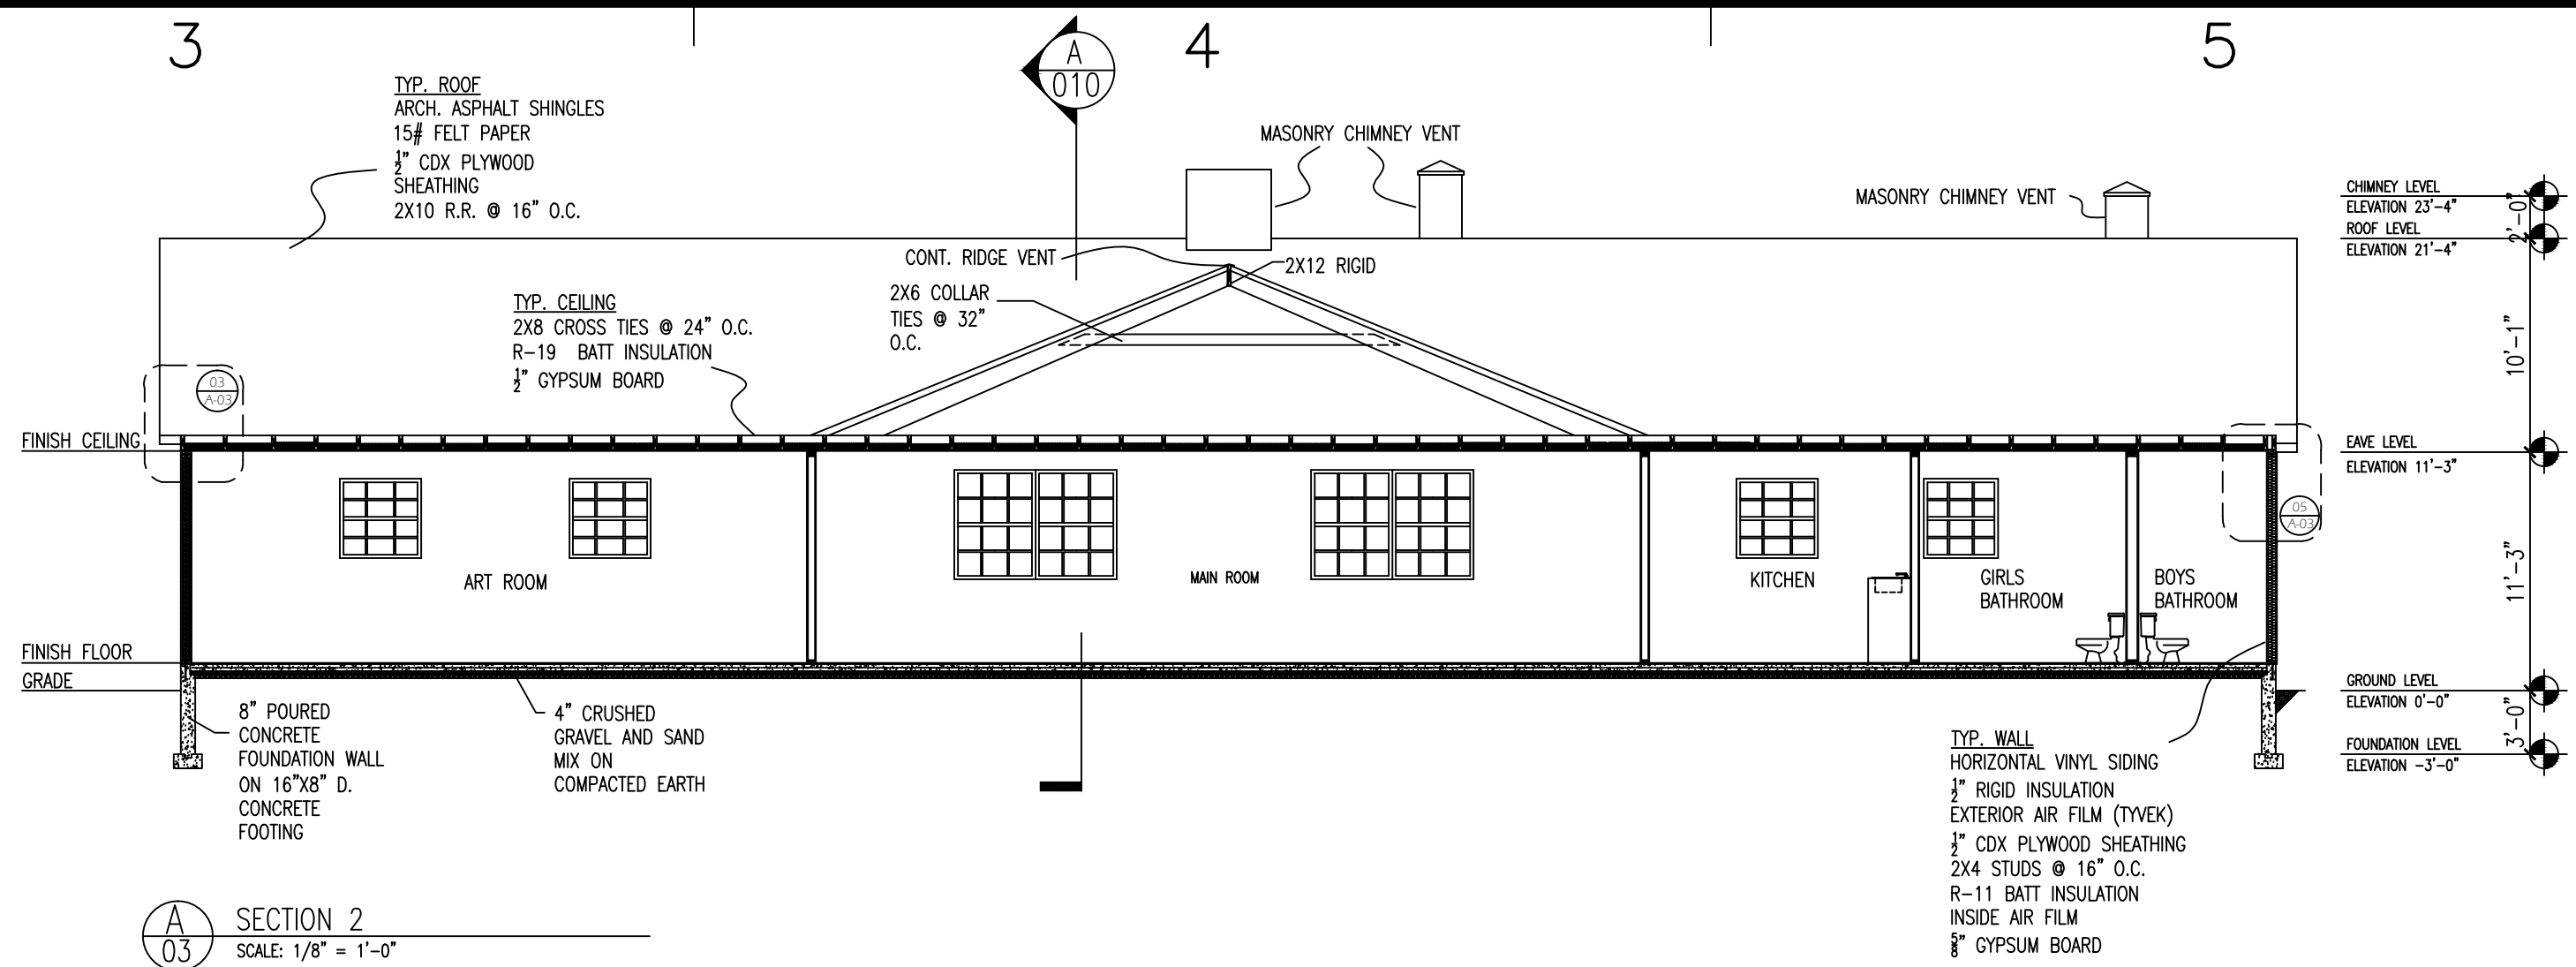 3
4
5
A
010
TYP. ROOF
ARCH. ASPHALT SHINGLES
15# FELT PAPER
½" CDX PLYWOOD
SHEATHING
2X10 R.R. @ 16" O.C.
MASONRY CHIMNEY VENT
MASONRY CHIMNEY VENT
CONT. RIDGE VENT
2X12 RIGID
2X6 COLLAR
TIES @ 32"
O.C.
TYP. CEILING
2X8 CROSS TIES @ 24" O.C.
R-19 BATT INSULATION
½" GYPSUM BOARD
03
A-03
FINISH CEILING
FINISH FLOOR
GRADE
ART ROOM
MAIN ROOM
KITCHEN
GIRLS
BATHROOM
BOYS
BATHROOM
05
A-03
CHIMNEY LEVEL
ELEVATION 23'-4"
ROOF LEVEL
ELEVATION 21'-4"
EAVE LEVEL
ELEVATION 11'-3"
GROUND LEVEL
ELEVATION 0'-0"
FOUNDATION LEVEL
ELEVATION -3'-0"
2'-0"
10'-1"
11'-3"
3'-0"
8" POURED
CONCRETE
FOUNDATION WALL
ON 16"X8" D.
CONCRETE
FOOTING
4" CRUSHED
GRAVEL AND SAND
MIX ON
COMPACTED EARTH
TYP. WALL
HORIZONTAL VINYL SIDING
½" RIGID INSULATION
EXTERIOR AIR FILM (TYVEK)
½" CDX PLYWOOD SHEATHING
2X4 STUDS @ 16" O.C.
R-11 BATT INSULATION
INSIDE AIR FILM
⅝" GYPSUM BOARD
A
03
SECTION 2
SCALE: 1/8" = 1'-0"